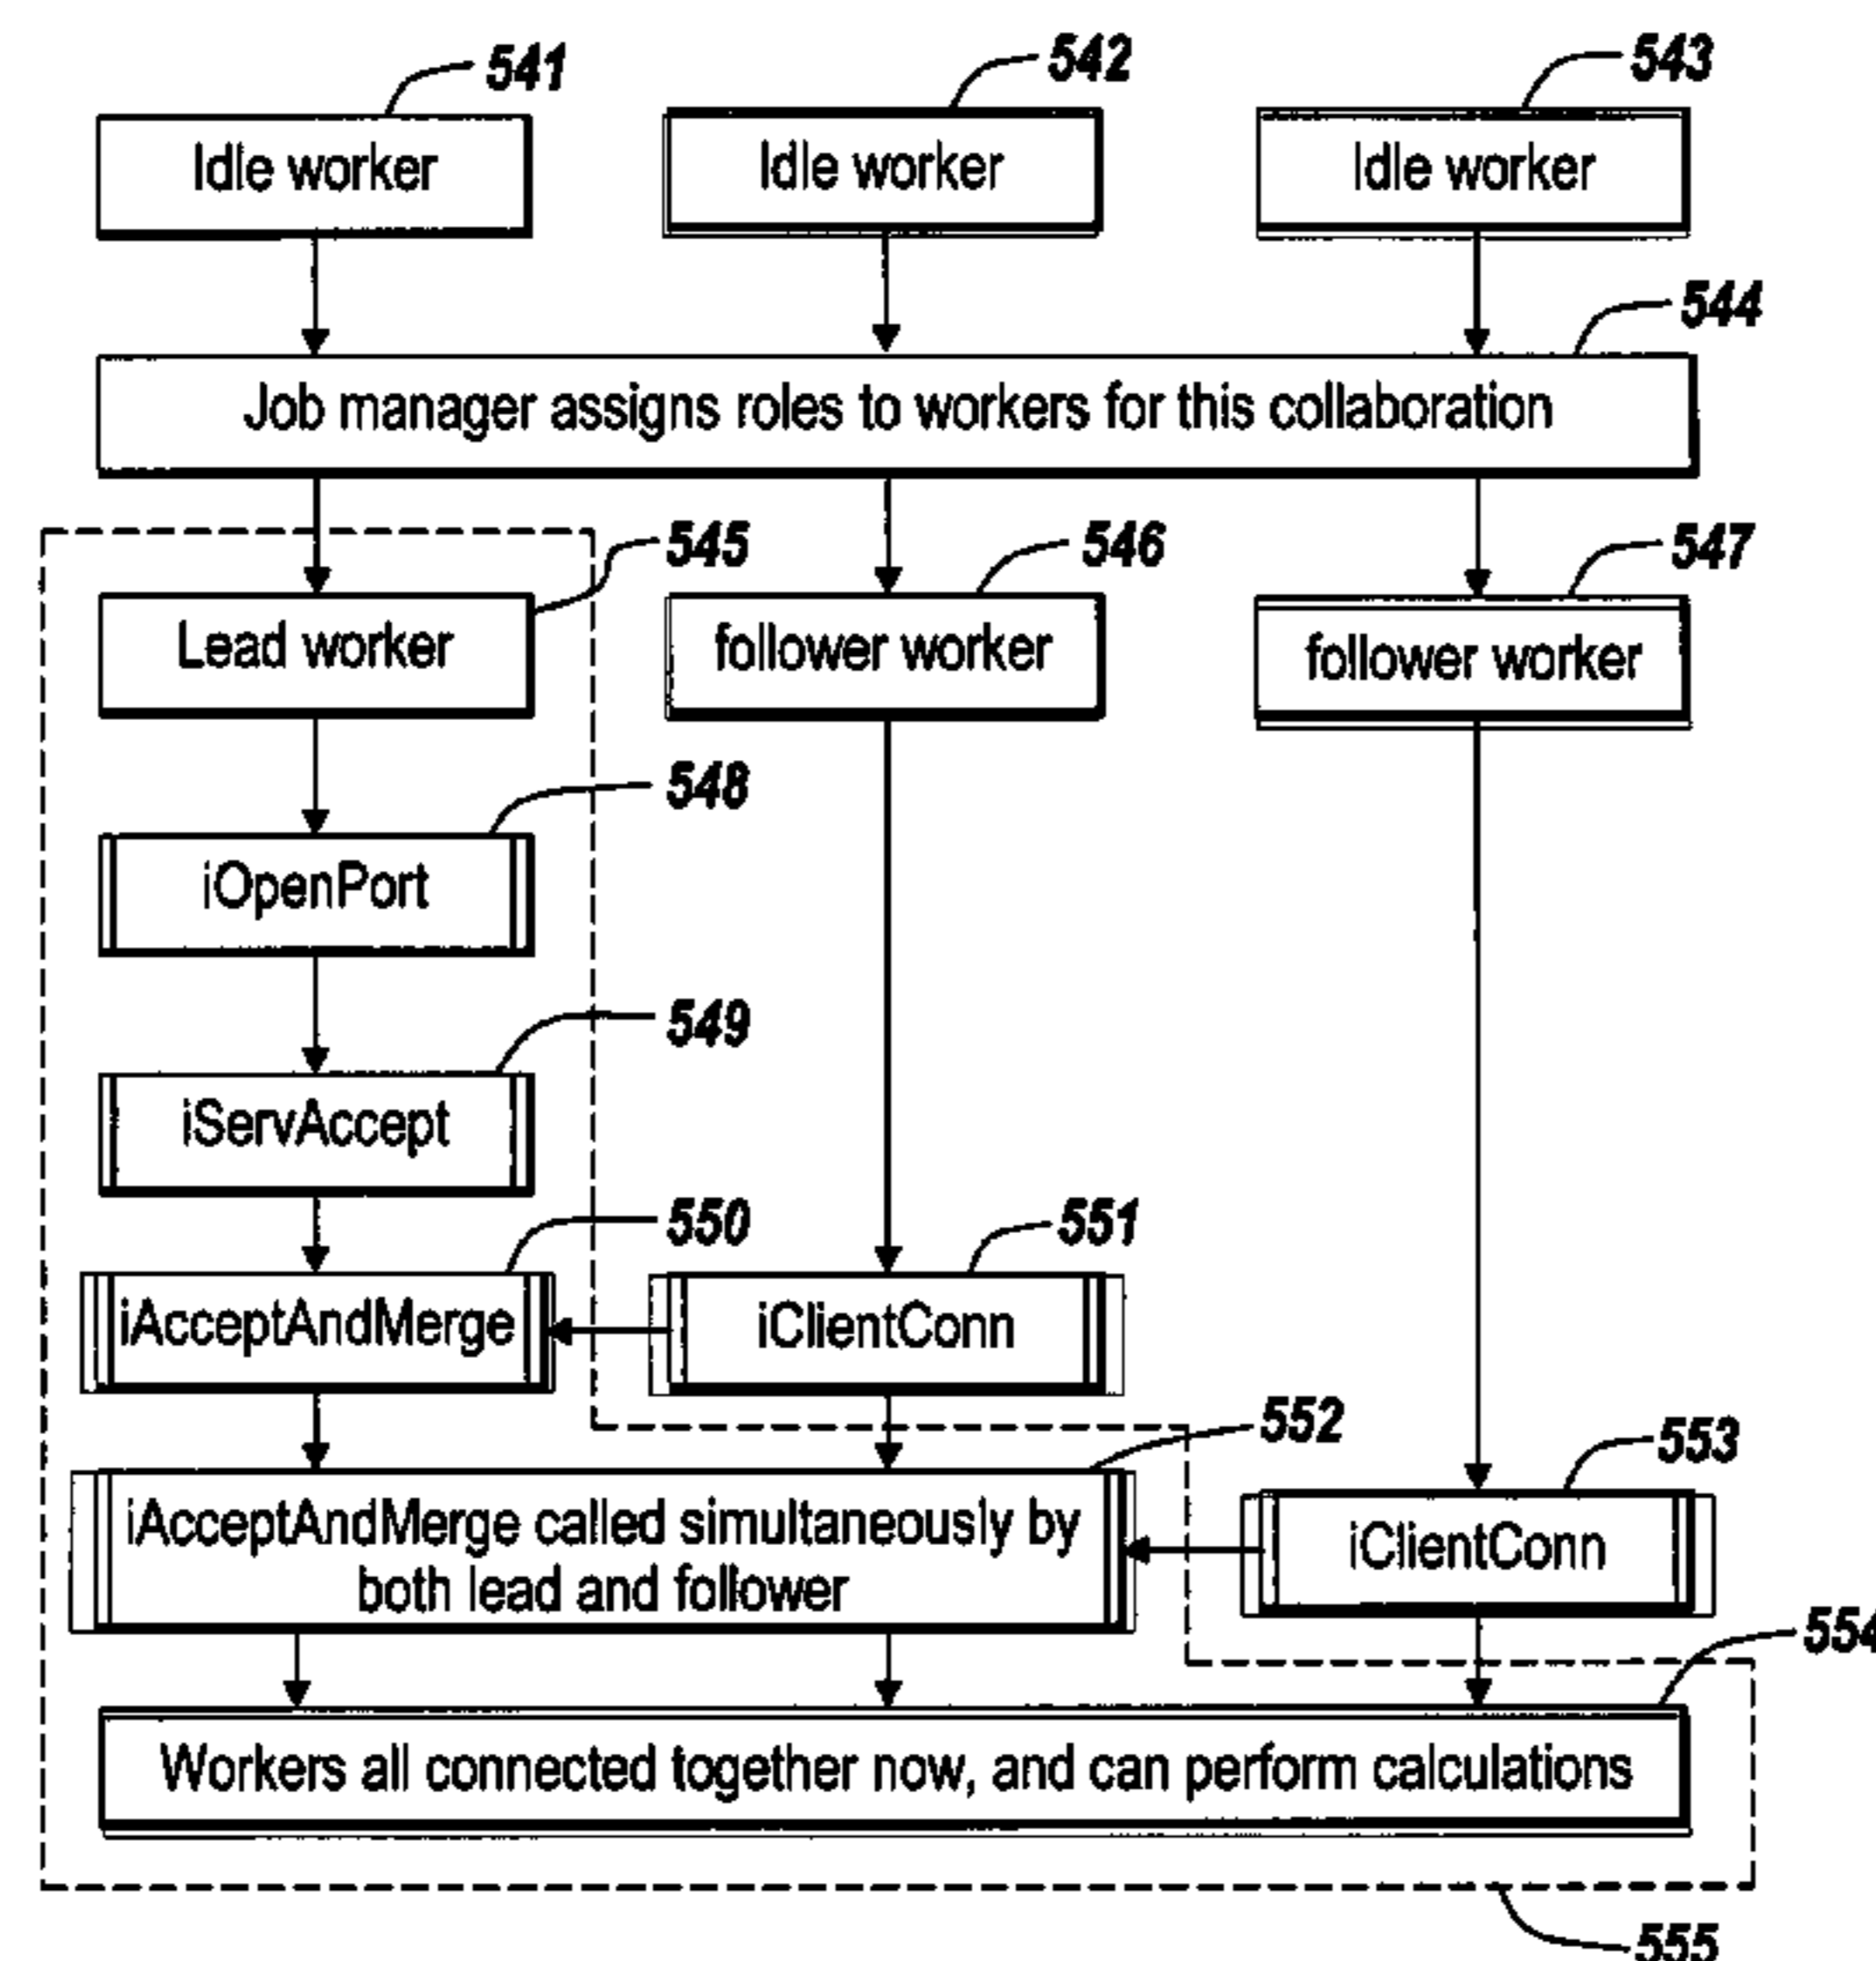 541
542
543
Idle worker
Idle worker
Idle worker
544
Job manager assigns roles to workers for this collaboration
545
546
547
Lead worker
follower worker
follower worker
548
iOpenPort
549
iServAccept
550
551
iAcceptAndMerge
iClientConn
552
553
iAcceptAndMerge called simultaneously by
both lead and follower
iClientConn
554
Workers all connected together now, and can perform calculations
555